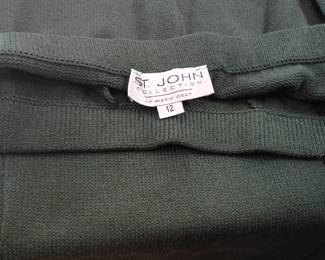 ST. JOHN
COLLECTION
BY MARIE GRAY
12